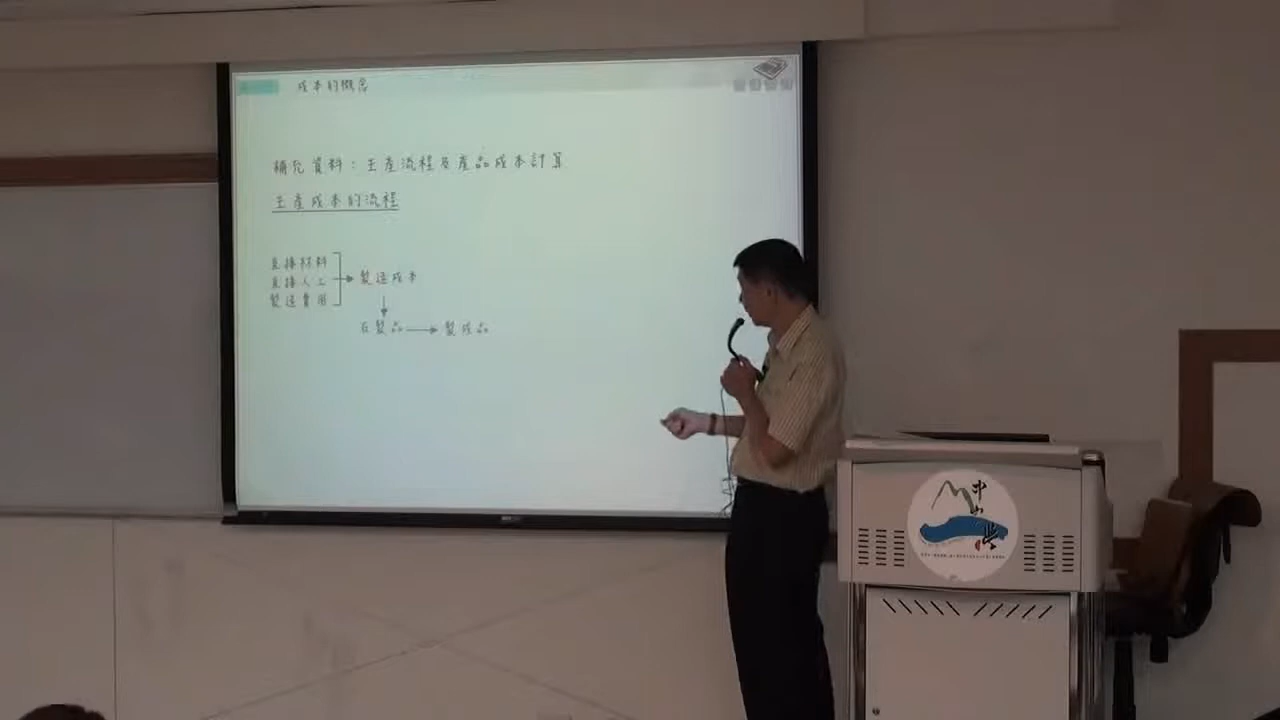 成本的概念
補充資料：生產流程及產品成本計算
生產成本的流程
直接材料
直接人工
製造費用
製造成本
在製品
製成品
中山